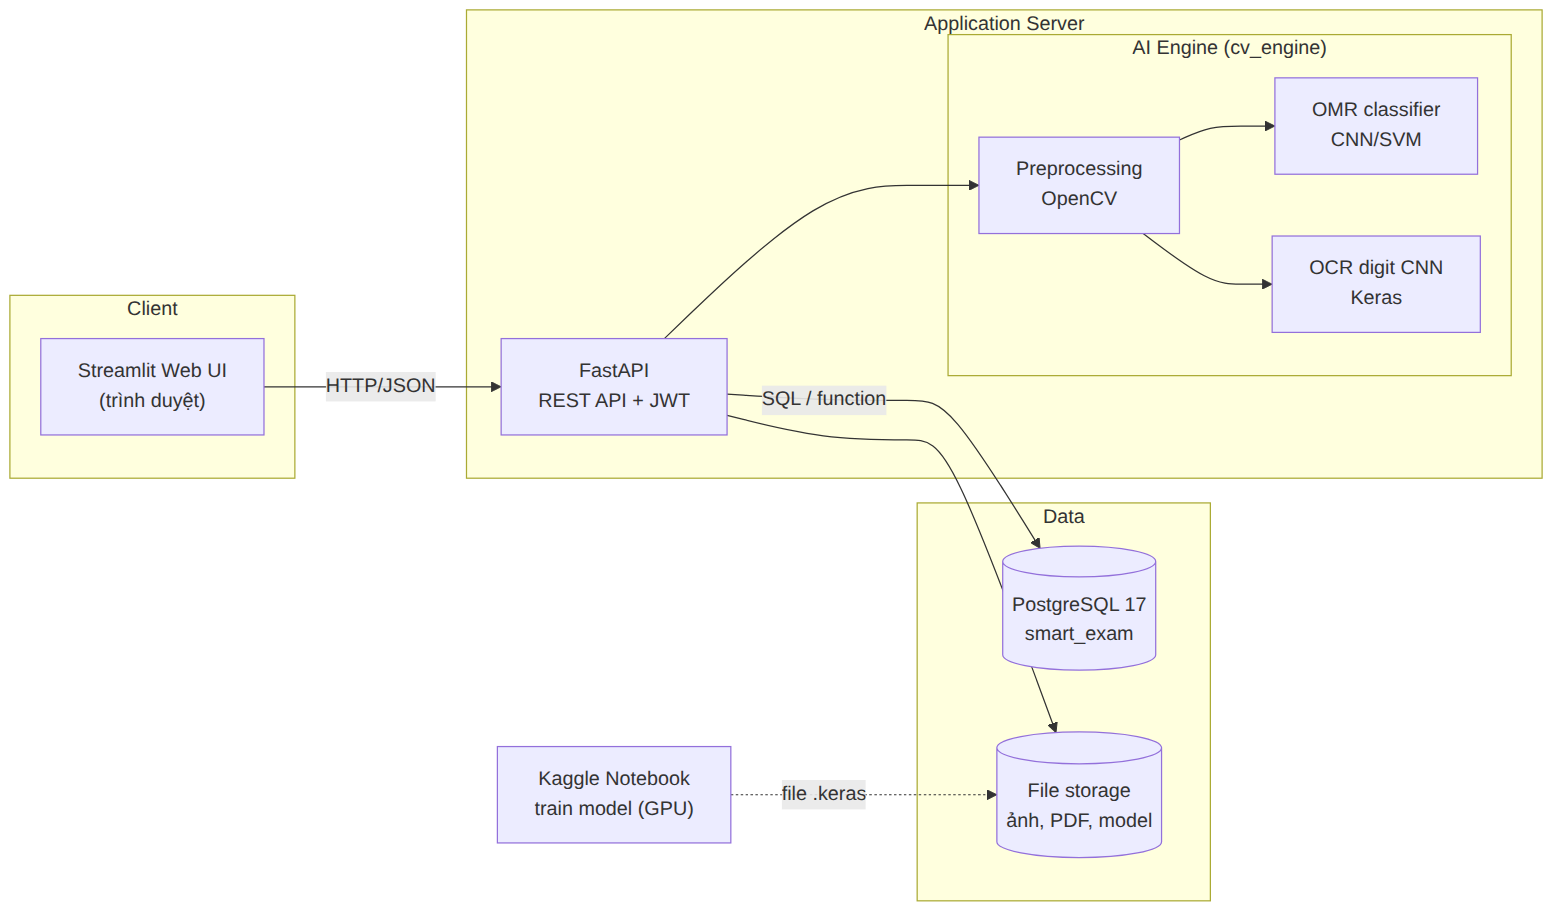 Application Server
AI Engine (cv_engine)
OMR classifier
CNN/SVM
Preprocessing
OpenCV
OCR digit CNN
Keras
Client
Streamlit Web UI
(trình duyệt)
HTTP/JSON
FastAPI
REST API + JWT
SQL / function
Data
PostgreSQL 17
smart_exam
Kaggle Notebook
train model (GPU)
file .keras
File storage
ảnh, PDF, model